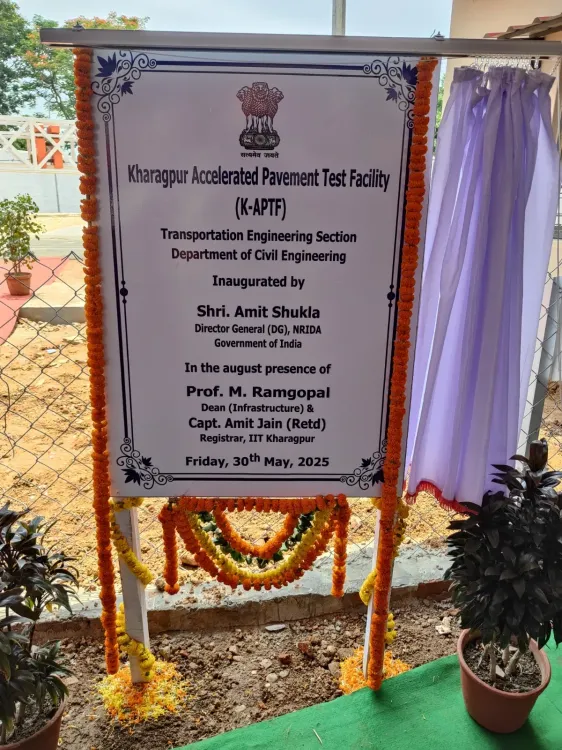 सत्यमेव जयते
Kharagpur Accelerated Pavement Test Facility
(K-APTF)
Transportation Engineering Section
Department of Civil Engineering
Inaugurated by
Shri. Amit Shukla
Director General (DG), NRIDA
Government of India
In the august presence of
Prof. M. Ramgopal
Dean (Infrastructure) &
Capt. Amit Jain (Retd)
Registrar, IIT Kharagpur
Friday, 30th May, 2025